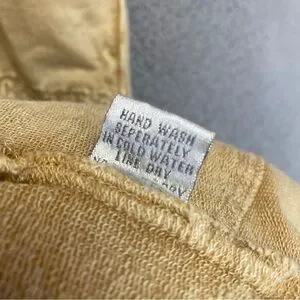 HAND WASH
SEPERATELY
IN COLD WATER
LINE DRY